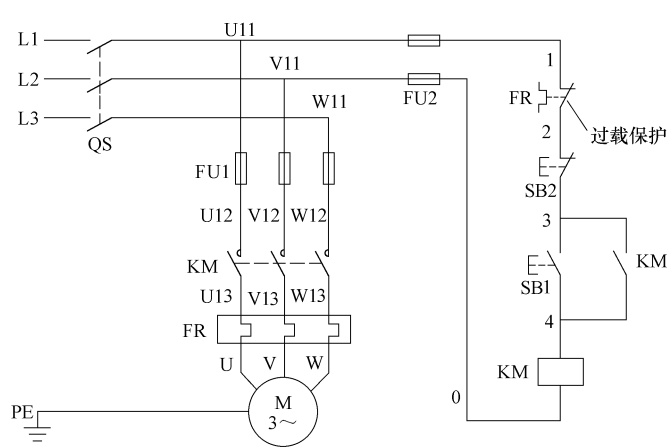 U11
L1
1
V11
L2
FU2
FR
W11
L3
2
过载保护
QS
FU1
SB2
U12
V12
W12
3
KM
KM
SB1
U13
V13
W13
4
FR
U
V
W
KM
0
M
3～
PE